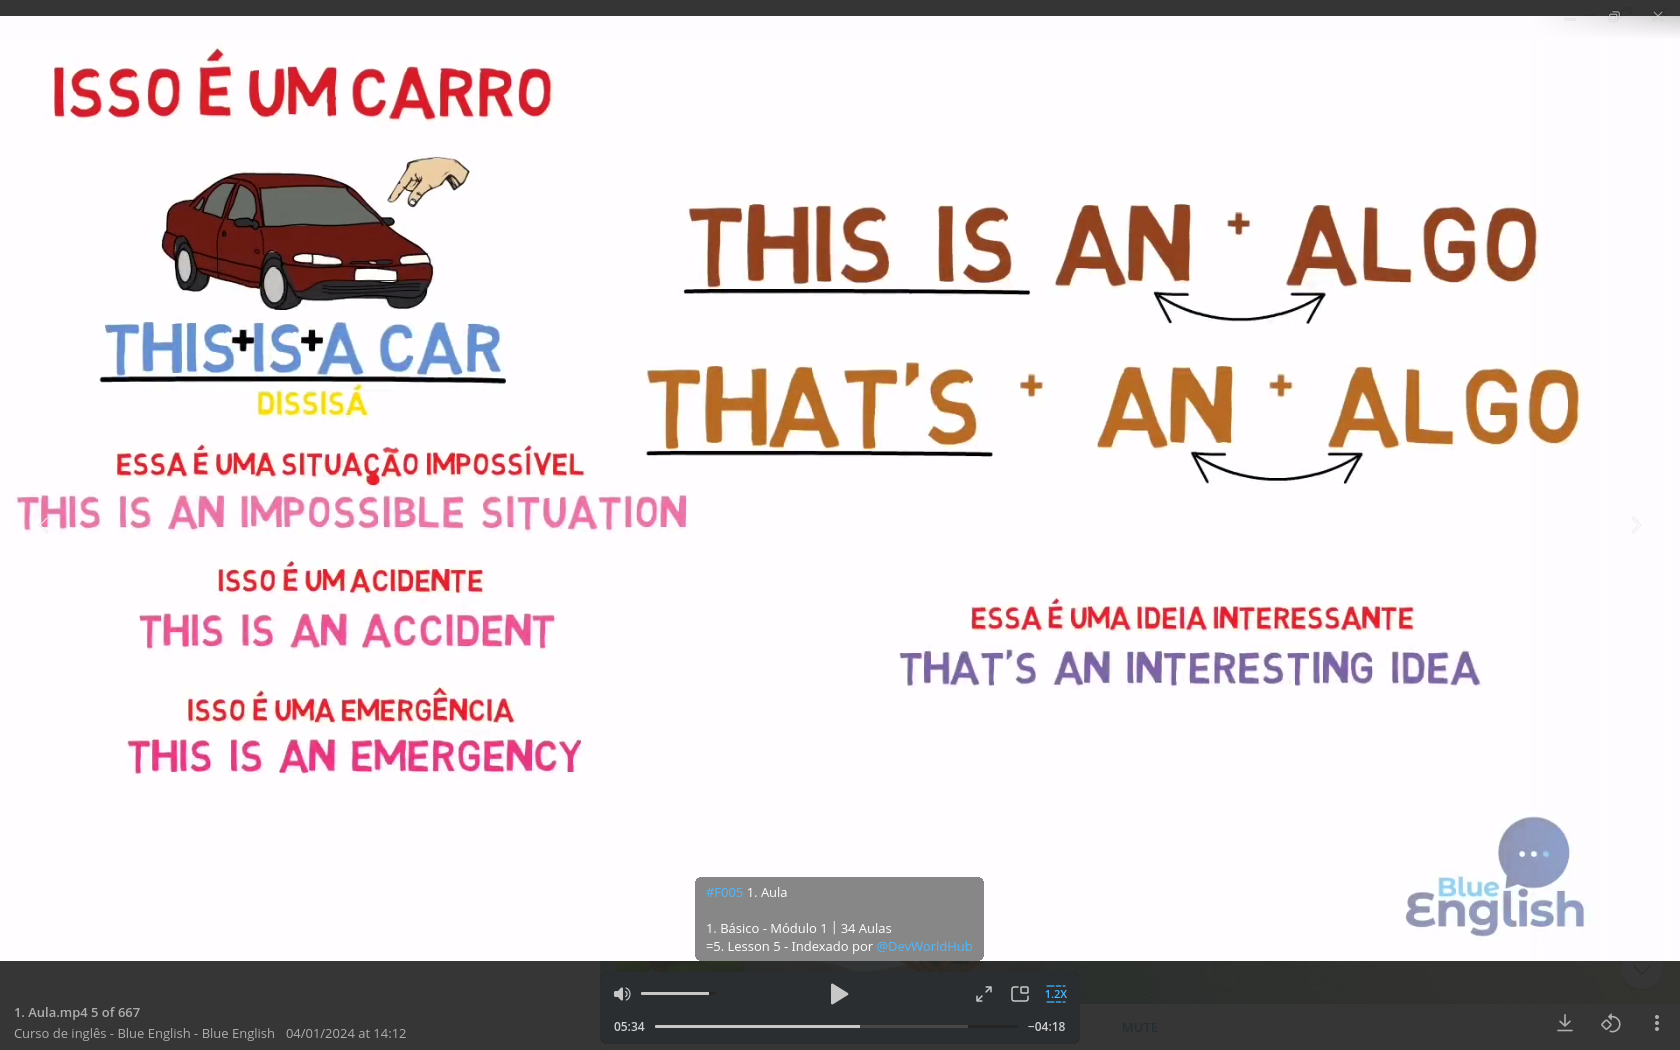 ISSO É UM CARRO
THIS+IS+A CAR
DISSISÁ
ESSA É UMA SITUAÇÃO IMPOSSÍVEL
THIS IS AN IMPOSSIBLE SITUATION
ISSO É UM ACIDENTE
THIS IS AN ACCIDENT
ISSO É UMA EMERGÊNCIA
THIS IS AN EMERGENCY
THIS IS AN + ALGO
THAT'S + AN + ALGO
ESSA É UMA IDEIA INTERESSANTE
THAT'S AN INTERESTING IDEA
Blue
English
#F005 1. Aula
1. Básico - Módulo 1 | 34 Aulas
=5. Lesson 5 - Indexado por @DevWorldHub
1.2X
05:34
−04:18
MUTE
1. Aula.mp4 5 of 667
Curso de inglês - Blue English - Blue English 04/01/2024 at 14:12